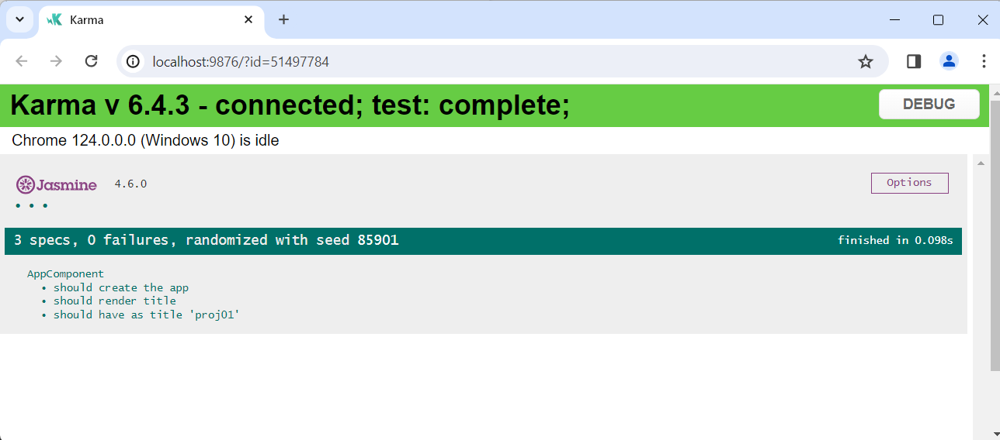 Karma
localhost:9876/?id=51497784
Karma v 6.4.3 - connected; test: complete;
DEBUG
Chrome 124.0.0.0 (Windows 10) is idle
Jasmine 4.6.0
Options
• • •
3 specs, 0 failures, randomized with seed 85901
finished in 0.098s
AppComponent
• should create the app
• should render title
• should have as title 'proj01'